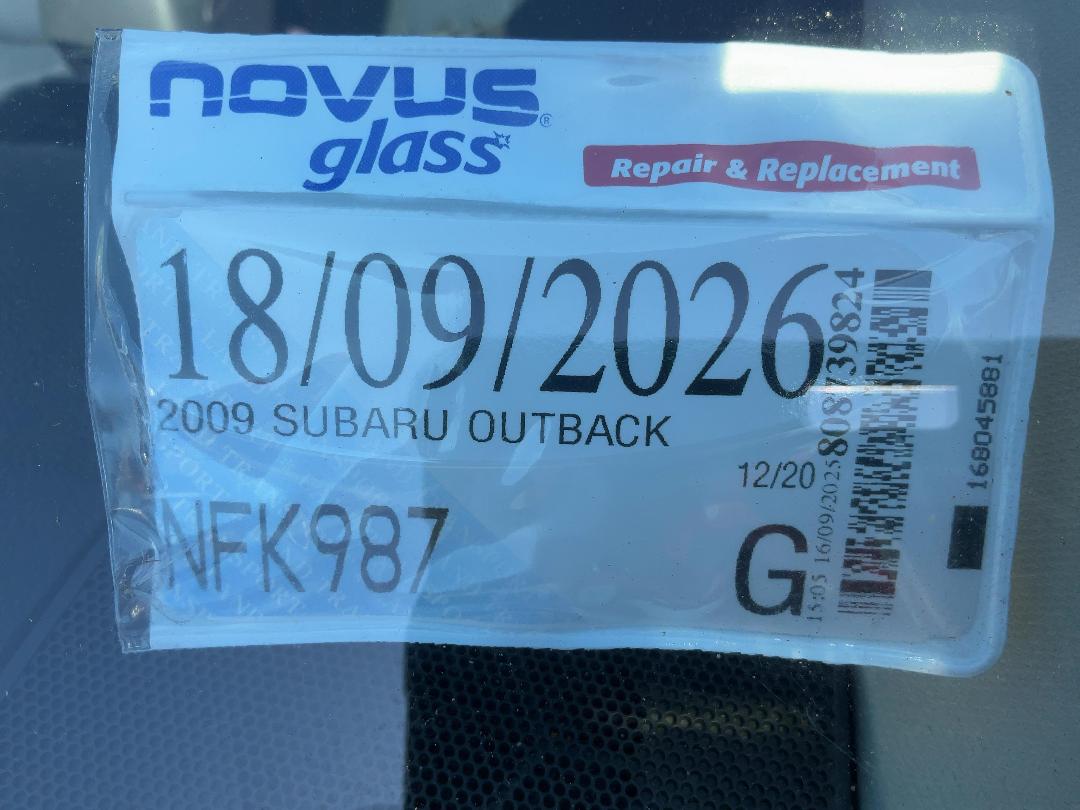 novus®
glass
Repair & Replacement
18/09/2026
2009 SUBARU OUTBACK
12/20
NFK987
G
15:05 16/09/2025 808739824
168045881